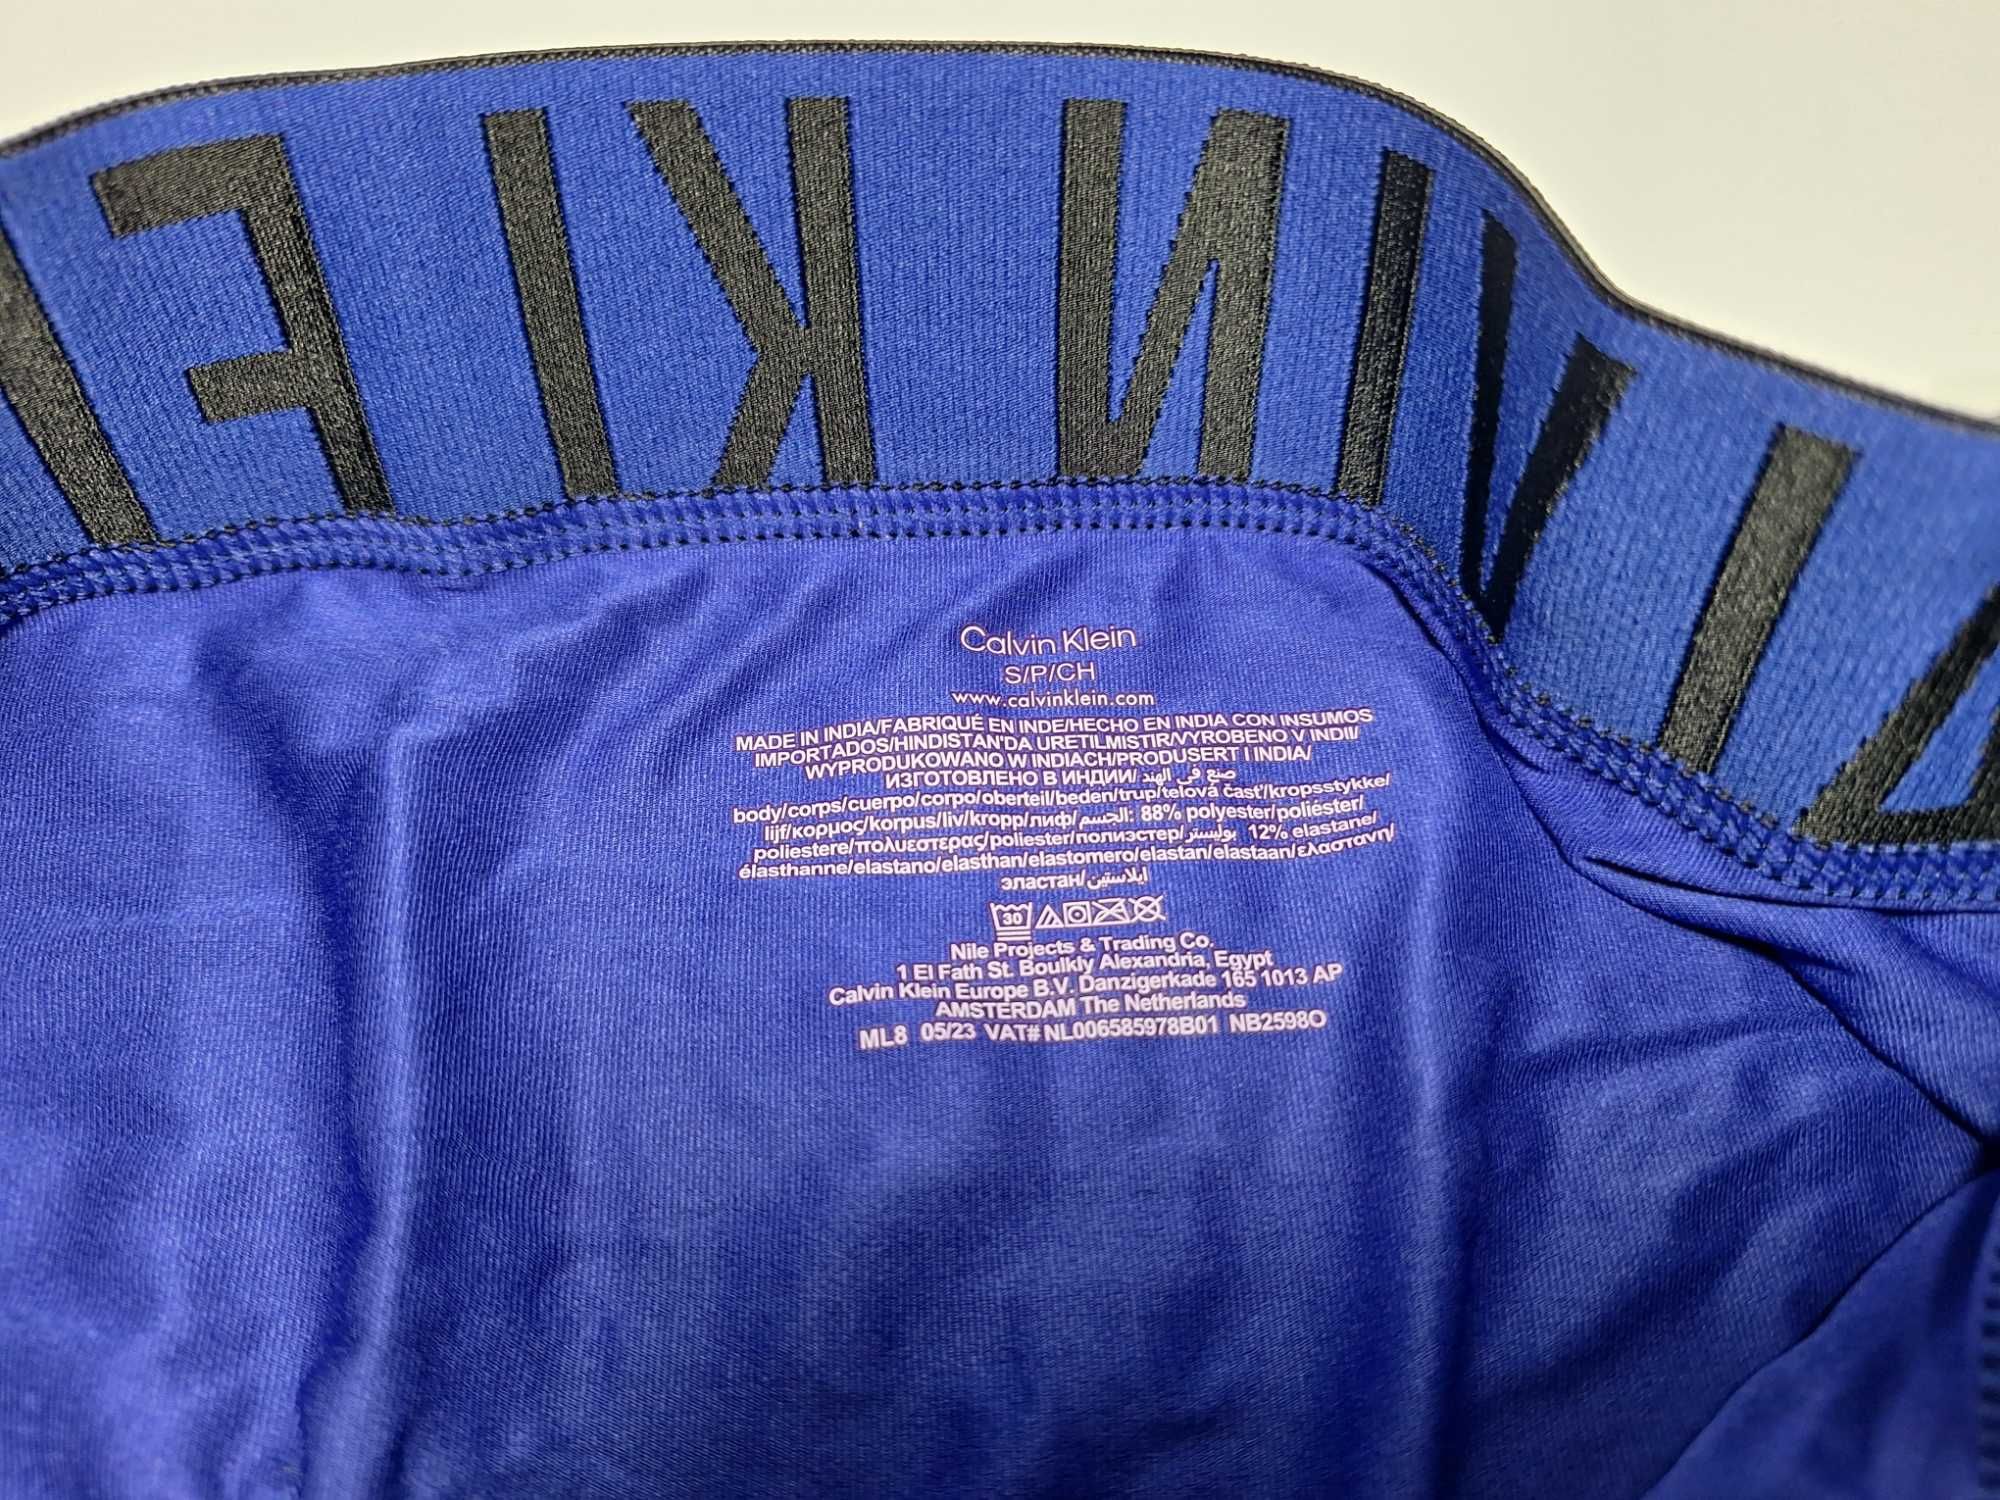 CALVIN KLEIN
Calvin Klein
S/P/CH
www.calvinklein.com
MADE IN INDIA/FABRIQUÉ EN INDE/HECHO EN INDIA CON INSUMOS
IMPORTADOS/HINDISTAN'DA URETILMISTIR/VYROBENO V INDII/
WYPRODUKOWANO W INDIACH/PRODUSERT I INDIA/
ИЗГОТОВЛЕНО В ИНДИИ/ صنع في الهند
body/corps/cuerpo/corpo/oberteil/beden/trup/telová časť/kropsstykke/
lijf/κορμος/korpus/liv/kropp/лиф/الجسم: 88% polyester/poliéster/
poliestere/πολυεστερας/poliester/полиэстер/بوليستر 12% elastane/
élasthanne/elastano/elasthan/elastomero/elastan/elastaan/ελαστανη/
эластан/ايلاستين
30
Nile Projects & Trading Co.
1 El Fath St. Boulkly Alexandria, Egypt
Calvin Klein Europe B.V. Danzigerkade 165 1013 AP
AMSTERDAM The Netherlands
ML8 05/23 VAT# NL006585978B01 NB2598O